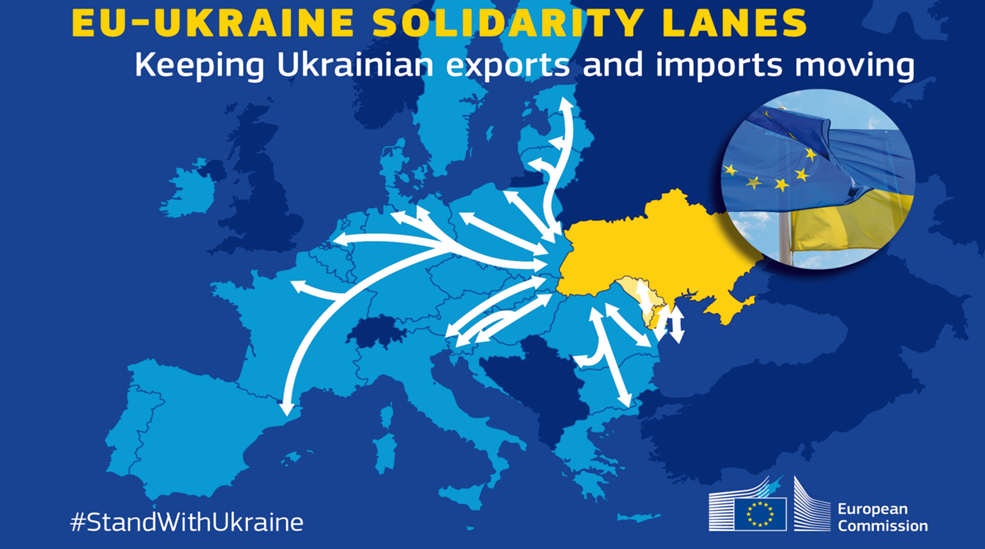 EU-UKRAINE SOLIDARITY LANES
Keeping Ukrainian exports and imports moving
#StandWithUkraine
European
Commission